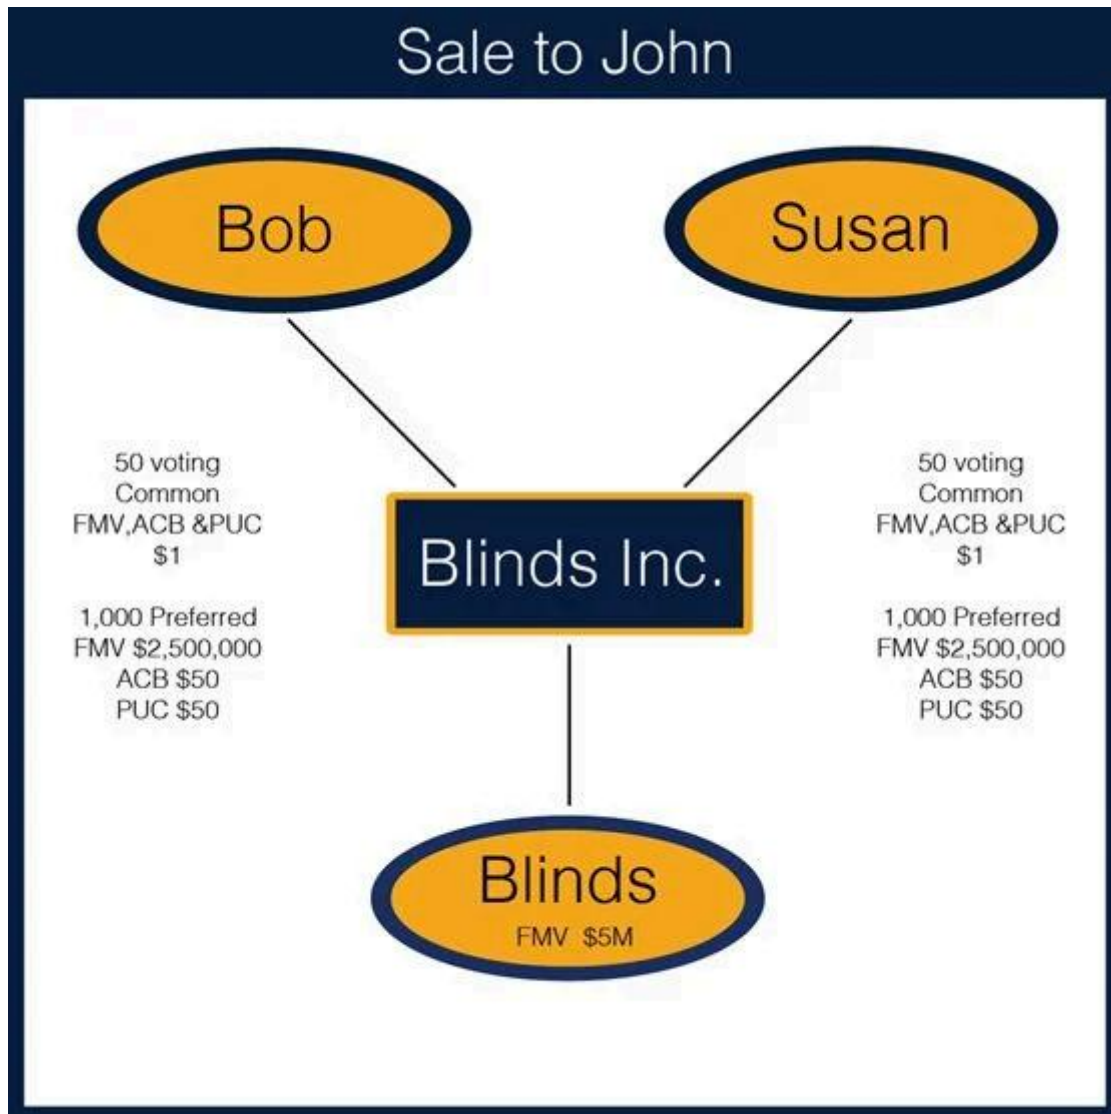 Sale to John
Bob
Susan
50 voting
Common
FMV,ACB &PUC
$1
1,000 Preferred
FMV $2,500,000
ACB $50
PUC $50
Blinds Inc.
50 voting
Common
FMV,ACB &PUC
$1
1,000 Preferred
FMV $2,500,000
ACB $50
PUC $50
Blinds
FMV $5M